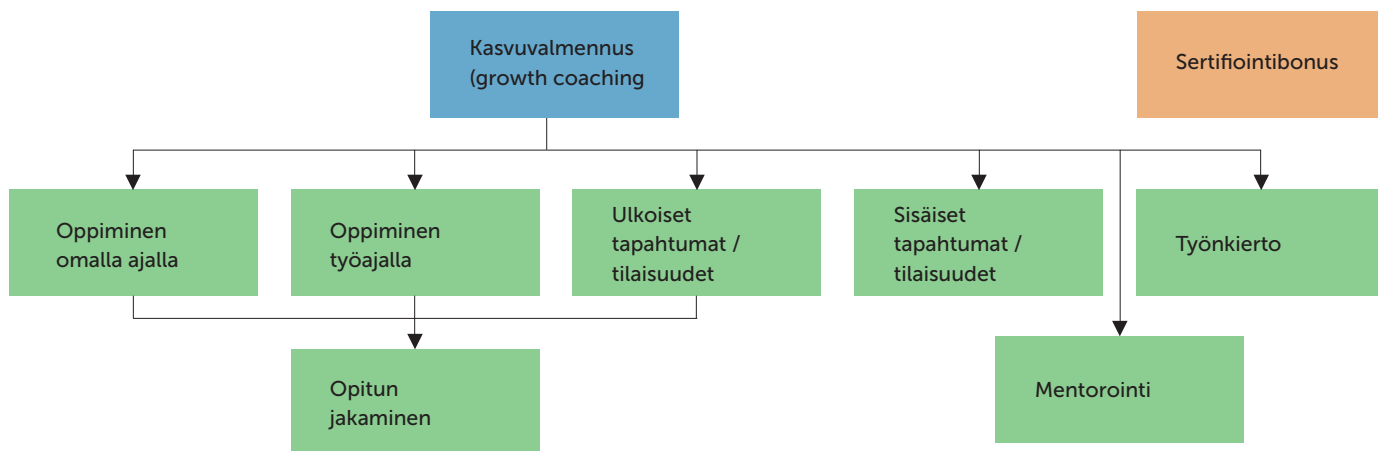 Kasvuvalmennus
(growth coaching
Sertifiointibonus
Oppiminen
omalla ajalla
Oppiminen
työajalla
Ulkoiset
tapahtumat /
tilaisuudet
Sisäiset
tapahtumat /
tilaisuudet
Työnkierto
Opitun
jakaminen
Mentorointi